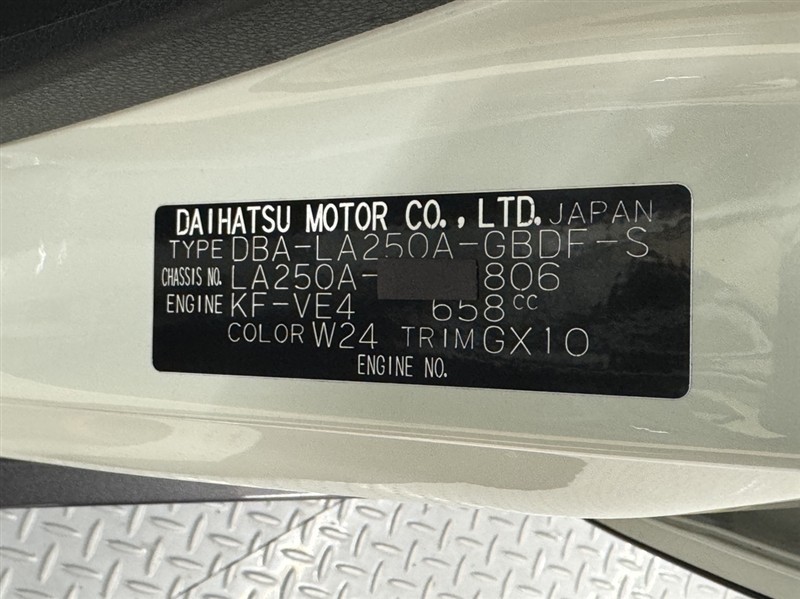 DAIHATSU MOTOR CO., LTD. JAPAN
TYPE DBA-LA250A-GBDF-S
CHASSIS NO. LA250A- 806
ENGINE KF-VE4 658CC
COLOR W24 TRIM GX10
ENGINE NO.